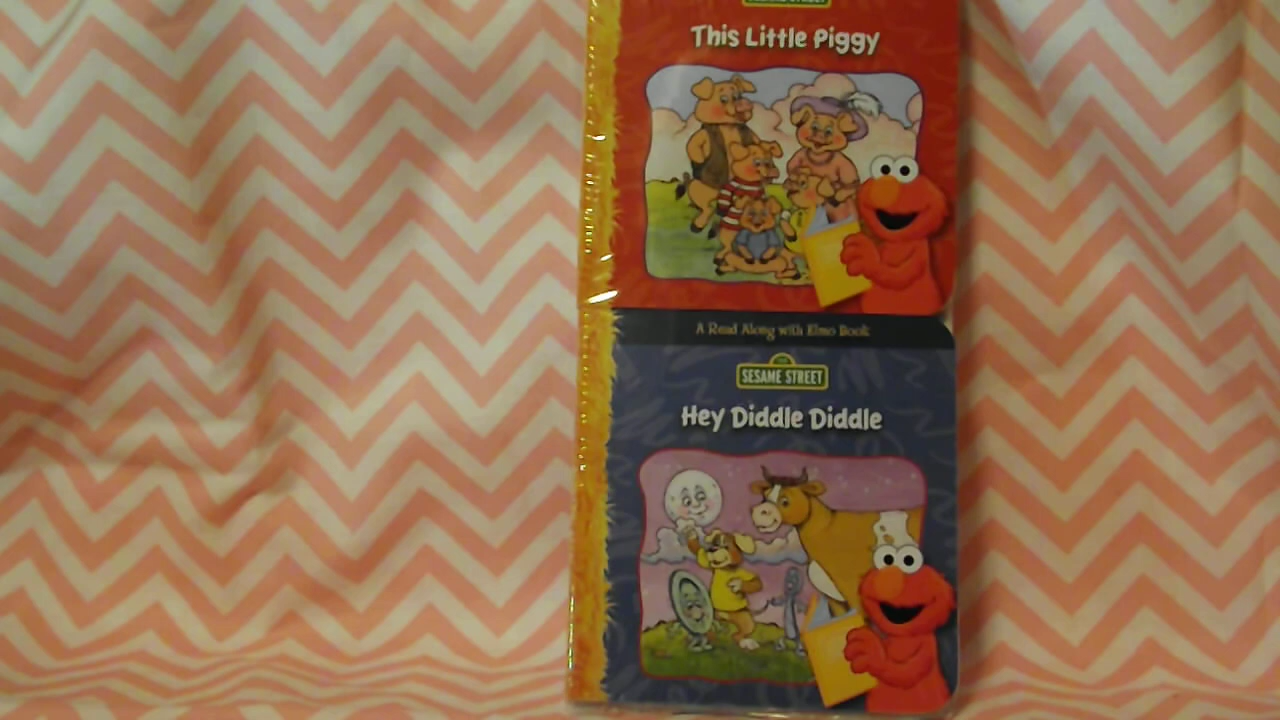 This Little Piggy
A Read Along with Elmo Book
SESAME STREET
Hey Diddle Diddle